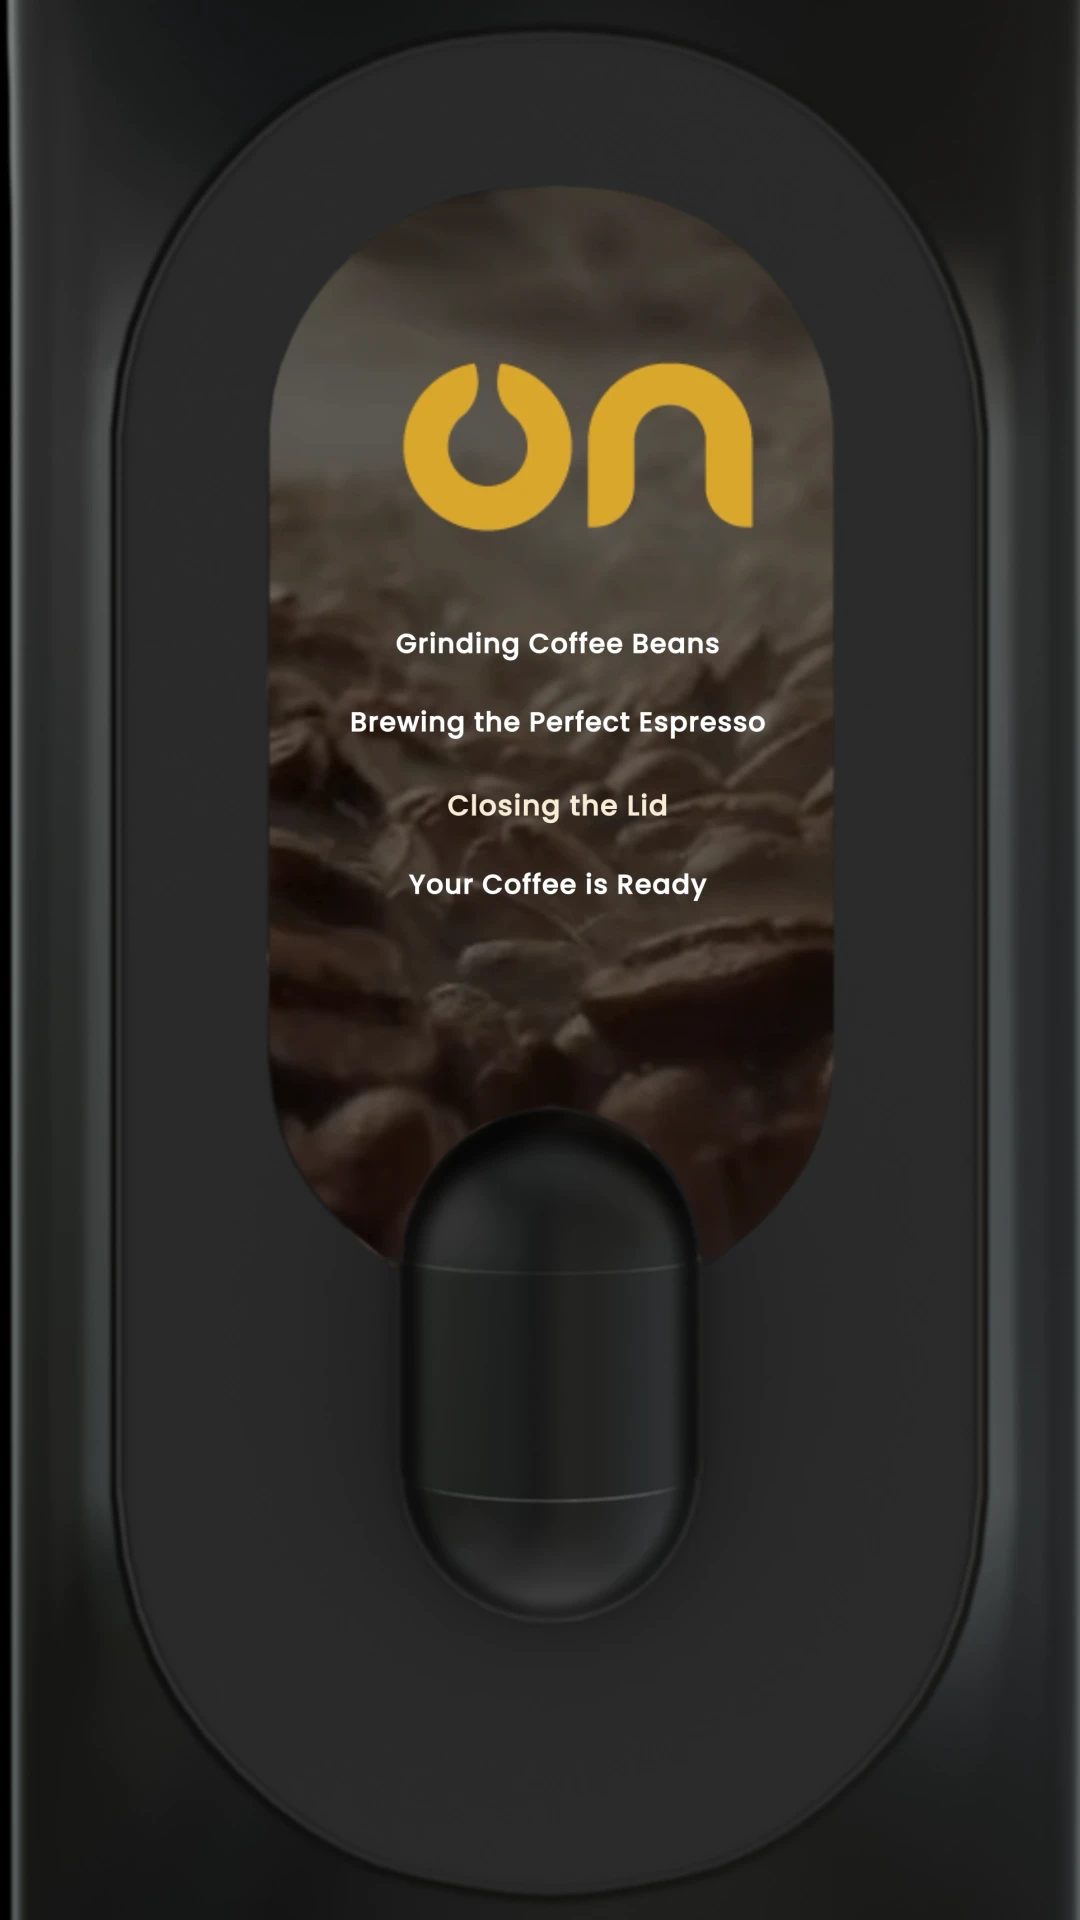 on
Grinding Coffee Beans
Brewing the Perfect Espresso
Closing the Lid
Your Coffee is Ready